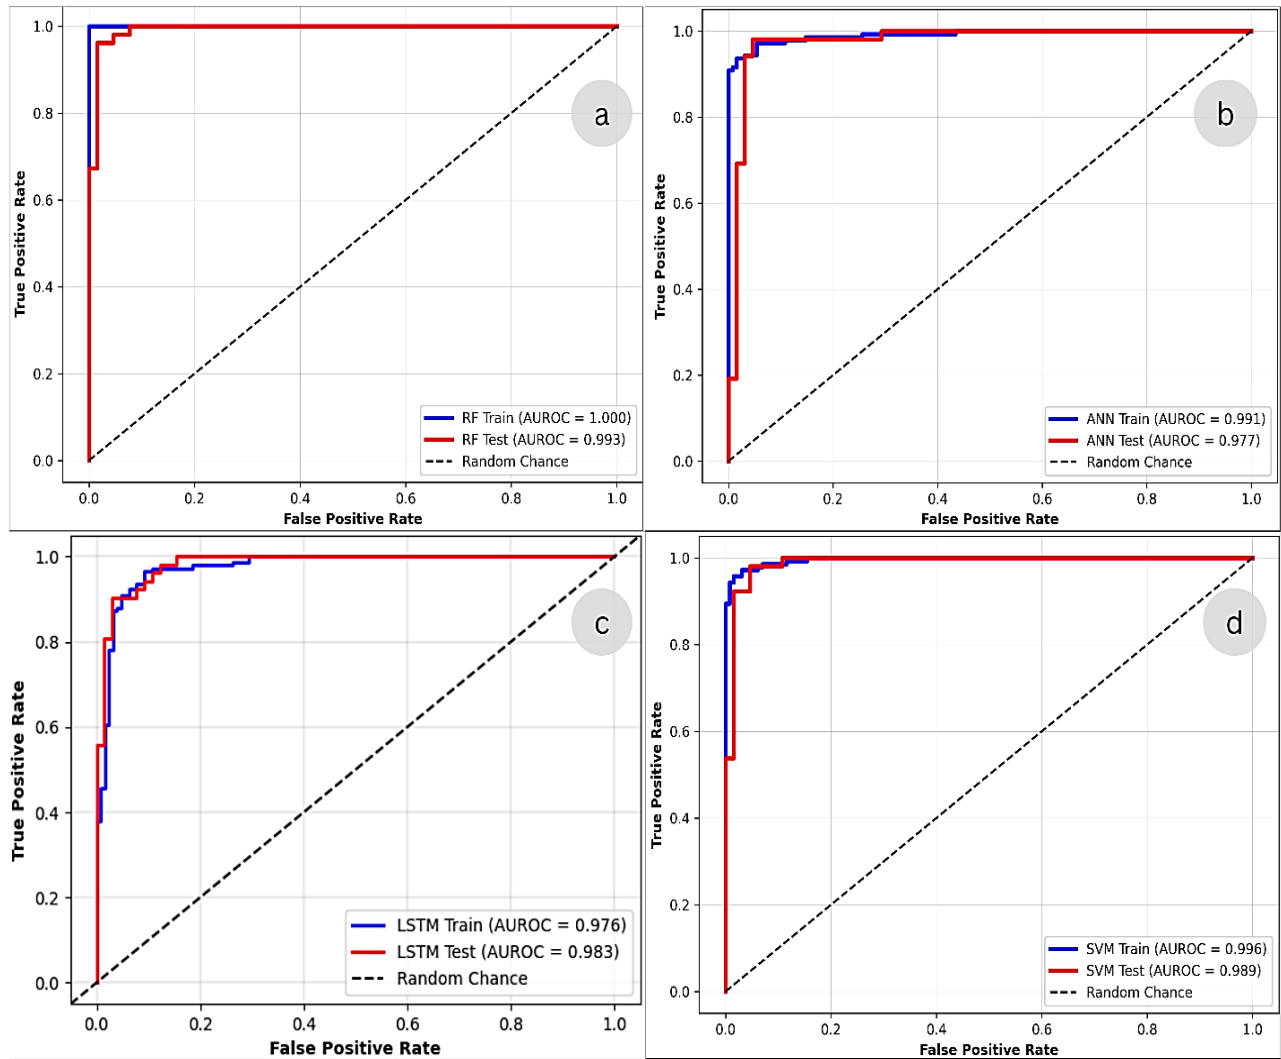 1.0
0.8
0.6
0.4
0.2
0.0
True Positive Rate
a
RF Train (AUROC = 1.000)
RF Test (AUROC = 0.993)
Random Chance
0.0 0.2 0.4 0.6 0.8 1.0
False Positive Rate
1.0
0.8
0.6
0.4
0.2
0.0
True Positive Rate
b
ANN Train (AUROC = 0.991)
ANN Test (AUROC = 0.977)
Random Chance
0.0 0.2 0.4 0.6 0.8 1.0
False Positive Rate
1.0
0.8
0.6
0.4
0.2
0.0
True Positive Rate
c
LSTM Train (AUROC = 0.976)
LSTM Test (AUROC = 0.983)
Random Chance
0.0 0.2 0.4 0.6 0.8 1.0
False Positive Rate
1.0
0.8
0.6
0.4
0.2
0.0
True Positive Rate
d
SVM Train (AUROC = 0.996)
SVM Test (AUROC = 0.989)
Random Chance
0.0 0.2 0.4 0.6 0.8 1.0
False Positive Rate